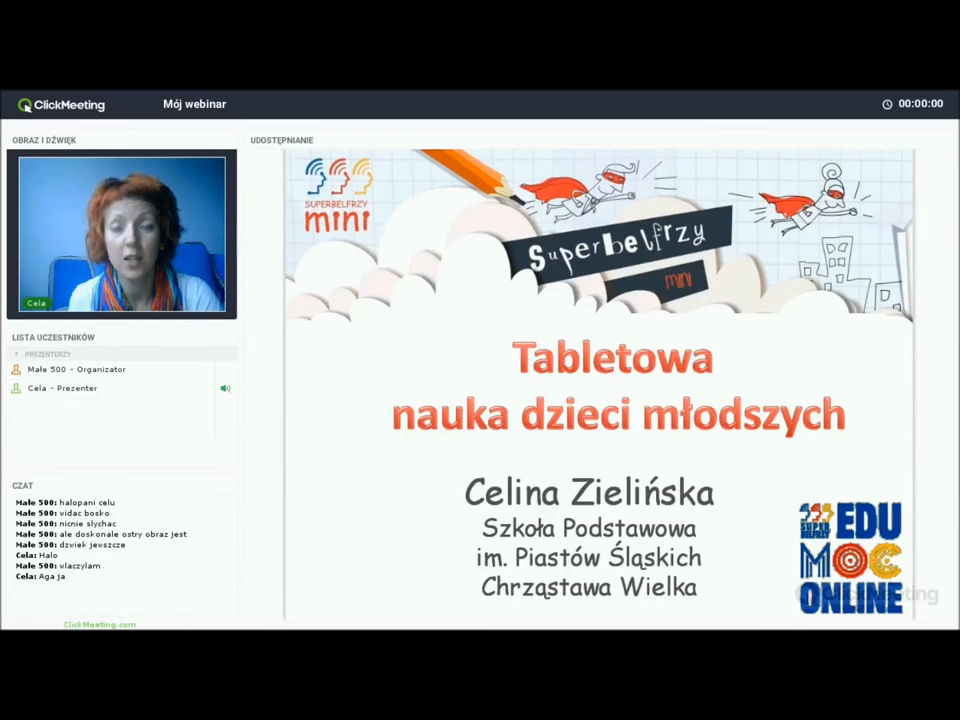 ClickMeeting
Mój webinar
00:00:00
OBRAZ I DŹWIĘK
UDOSTĘPNIANIE
Cela
LISTA UCZESTNIKÓW
PREZENTERZY
Małe 500 - Organizator
Cela - Prezenter
CZAT
Małe 500: halopani celu
Małe 500: vidac bosko
Małe 500: nicnie slychac
Małe 500: ale doskonale ostry obraz jest
Małe 500: dzwiek jewszcze
Cela: Halo
Małe 500: vlaczylam
Cela: Aga ja
ClickMeeting.com
SUPERBELFRZY
mini
Superbelfrzy
mini
Tabletowa
nauka dzieci młodszych
Celina Zielińska
Szkoła Podstawowa
im. Piastów Śląskich
Chrząstawa Wielka
SUPER
BELFRZY
EDU
MOC
ONLINE
ClickMeeting